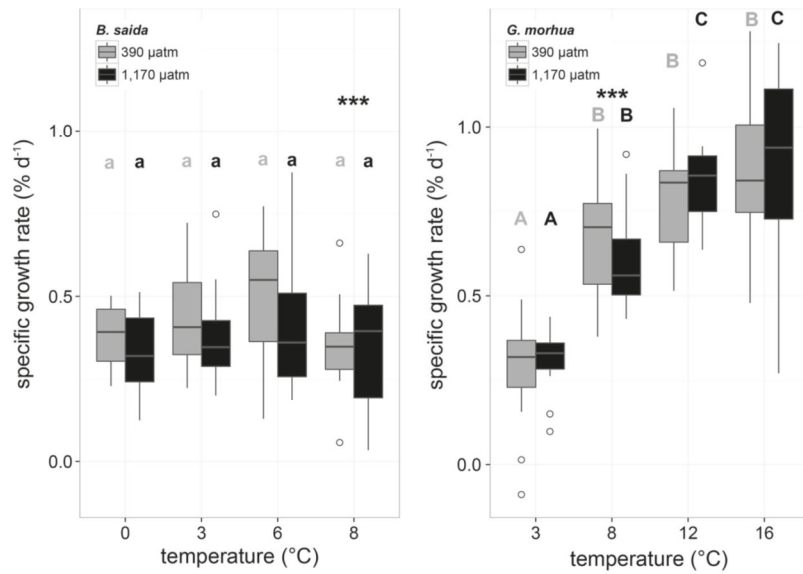 B. saida
390 µatm
1,170 µatm
***
1.0
a a a a a a a a
0.5
0.0
0 3 6 8
specific growth rate (% d-1)
temperature (°C)
G. morhua
390 µatm
1,170 µatm
C
B C
B
***
B B
1.0
A A
0.5
0.0
3 8 12 16
specific growth rate (% d-1)
temperature (°C)